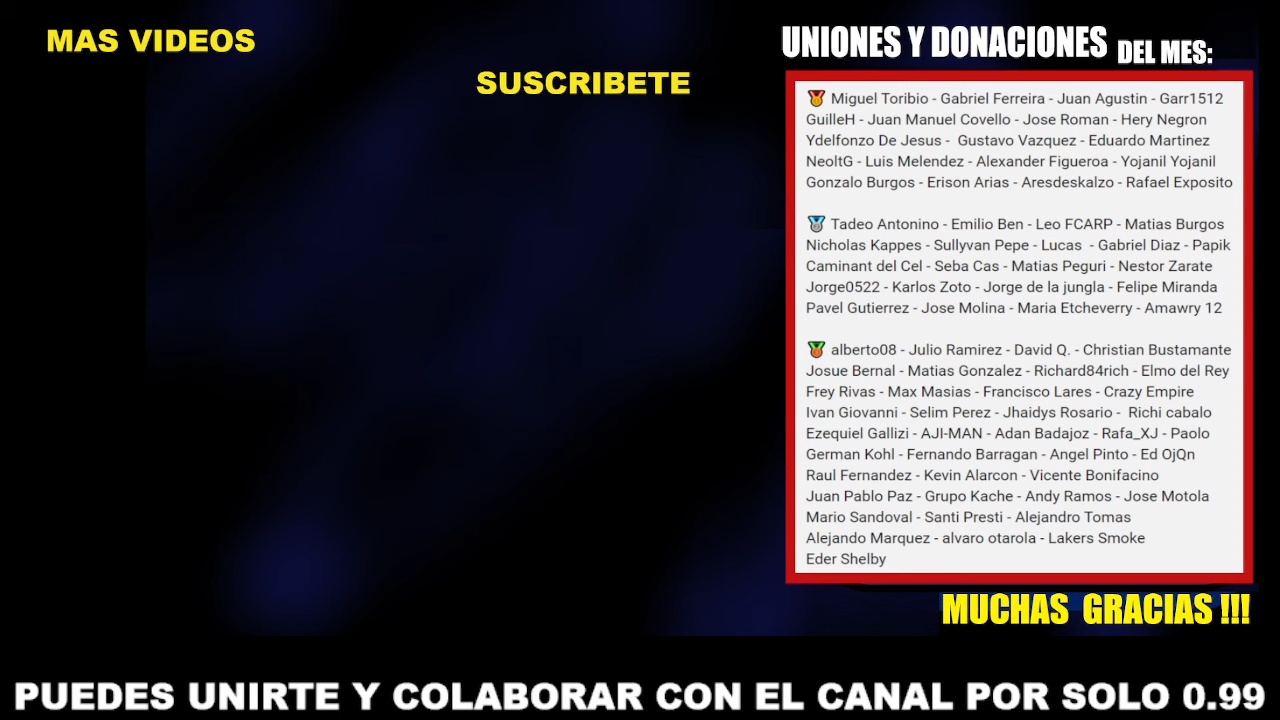 MAS VIDEOS
SUSCRIBETE
UNIONES Y DONACIONES DEL MES:
Miguel Toribio - Gabriel Ferreira - Juan Agustin - Garr1512
GuilleH - Juan Manuel Covello - Jose Roman - Hery Negron
Ydelfonzo De Jesus - Gustavo Vazquez - Eduardo Martinez
NeoltG - Luis Melendez - Alexander Figueroa - Yojanil Yojanil
Gonzalo Burgos - Erison Arias - Aresdeskalzo - Rafael Exposito
Tadeo Antonino - Emilio Ben - Leo FCARP - Matias Burgos
Nicholas Kappes - Sullyvan Pepe - Lucas - Gabriel Diaz - Papik
Caminant del Cel - Seba Cas - Matias Peguri - Nestor Zarate
Jorge0522 - Karlos Zoto - Jorge de la jungla - Felipe Miranda
Pavel Gutierrez - Jose Molina - Maria Etcheverry - Amawry 12
alberto08 - Julio Ramirez - David Q. - Christian Bustamante
Josue Bernal - Matias Gonzalez - Richard84rich - Elmo del Rey
Frey Rivas - Max Masias - Francisco Lares - Crazy Empire
Ivan Giovanni - Selim Perez - Jhaidys Rosario - Richi cabalo
Ezequiel Gallizi - AJI-MAN - Adan Badajoz - Rafa_XJ - Paolo
German Kohl - Fernando Barragan - Angel Pinto - Ed OjQn
Raul Fernandez - Kevin Alarcon - Vicente Bonifacino
Juan Pablo Paz - Grupo Kache - Andy Ramos - Jose Motola
Mario Sandoval - Santi Presti - Alejandro Tomas
Alejando Marquez - alvaro otarola - Lakers Smoke
Eder Shelby
MUCHAS GRACIAS !!!
PUEDES UNIRTE Y COLABORAR CON EL CANAL POR SOLO 0.99